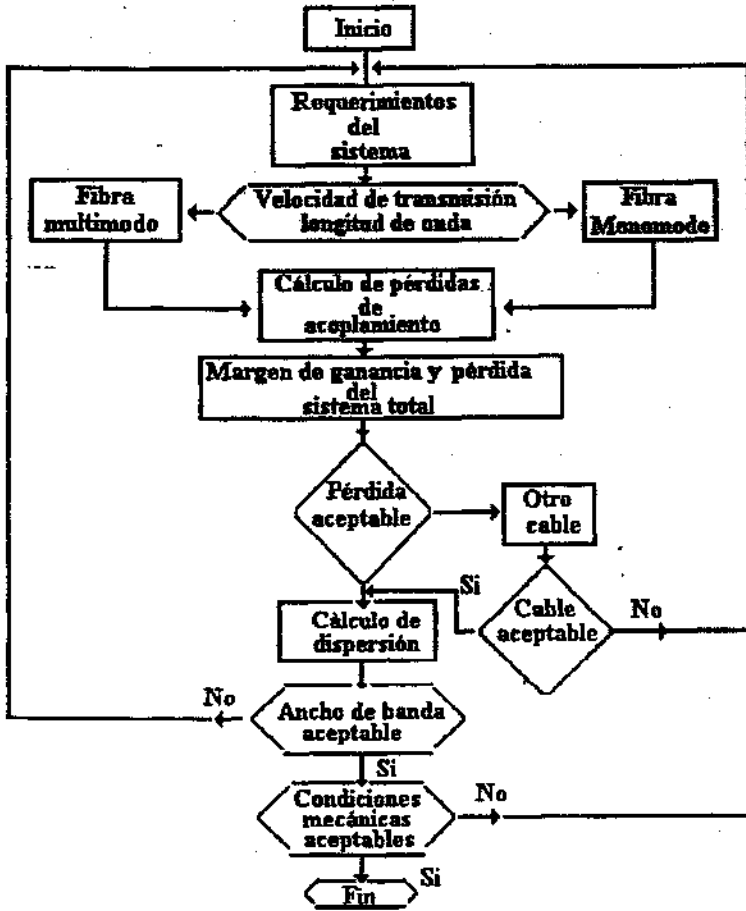 Inicio
Requerimientos
del
sistema
Fibra
multimodo
Velocidad de transmisión
longitud de onda
Fibra
Monomodo
Cálculo de pérdidas
de
acoplamiento
Margen de ganancia y pérdida
del
sistema total
Pérdida
aceptable
Otro
cable
Si
Cable
aceptable
No
Càlculo de
dispersión
No
Ancho de banda
aceptable
Si
Condiciones
mecánicas
aceptables
No
Si
Fin